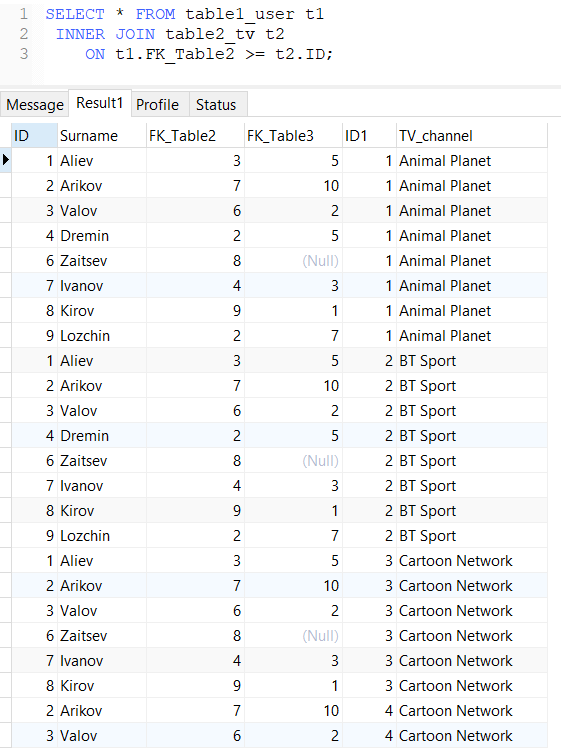 1 SELECT * FROM table1_user t1
2 INNER JOIN table2_tv t2
3 ON t1.FK_Table2 >= t2.ID;
Message Result1 Profile Status
ID Surname FK_Table2 FK_Table3 ID1 TV_channel
1 Aliev 3 5 1 Animal Planet
2 Arikov 7 10 1 Animal Planet
3 Valov 6 2 1 Animal Planet
4 Dremin 2 5 1 Animal Planet
6 Zaitsev 8 (Null) 1 Animal Planet
7 Ivanov 4 3 1 Animal Planet
8 Kirov 9 1 1 Animal Planet
9 Lozchin 2 7 1 Animal Planet
1 Aliev 3 5 2 BT Sport
2 Arikov 7 10 2 BT Sport
3 Valov 6 2 2 BT Sport
4 Dremin 2 5 2 BT Sport
6 Zaitsev 8 (Null) 2 BT Sport
7 Ivanov 4 3 2 BT Sport
8 Kirov 9 1 2 BT Sport
9 Lozchin 2 7 2 BT Sport
1 Aliev 3 5 3 Cartoon Network
2 Arikov 7 10 3 Cartoon Network
3 Valov 6 2 3 Cartoon Network
6 Zaitsev 8 (Null) 3 Cartoon Network
7 Ivanov 4 3 3 Cartoon Network
8 Kirov 9 1 3 Cartoon Network
2 Arikov 7 10 4 Cartoon Network
3 Valov 6 2 4 Cartoon Network